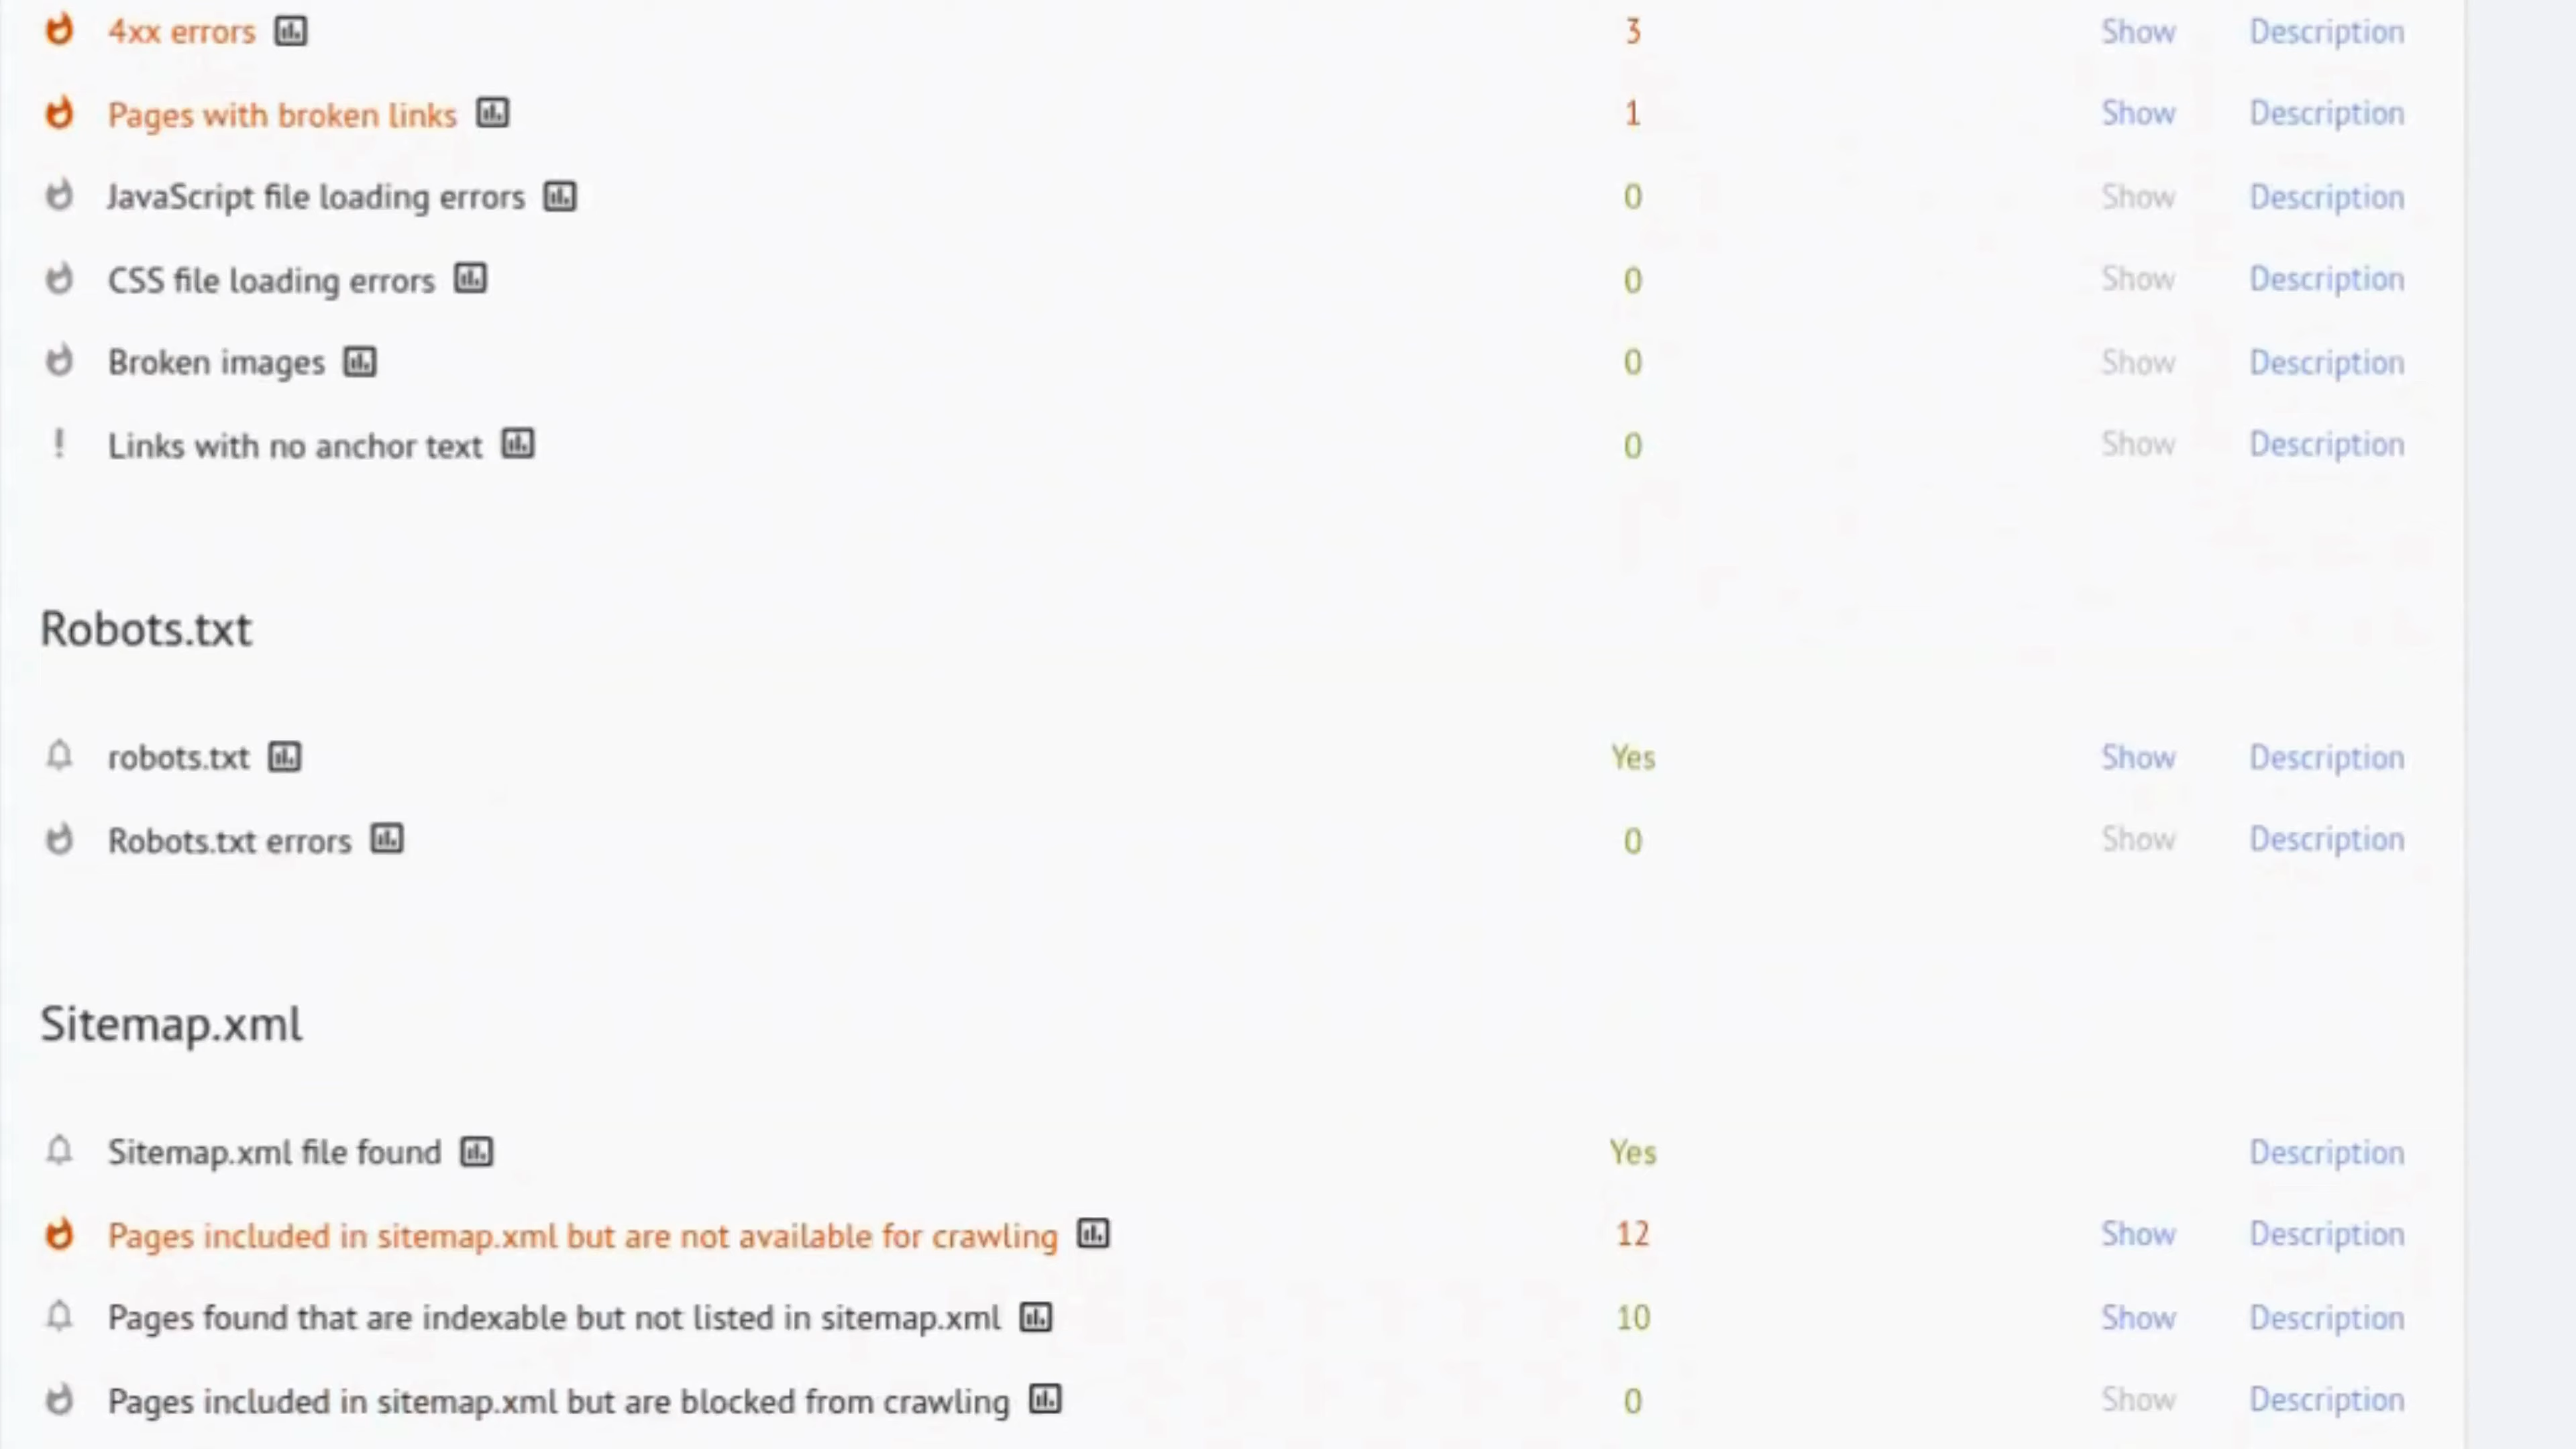 4xx errors 3 Show Description
Pages with broken links 1 Show Description
JavaScript file loading errors 0 Show Description
CSS file loading errors 0 Show Description
Broken images 0 Show Description
! Links with no anchor text 0 Show Description
Robots.txt
robots.txt Yes Show Description
Robots.txt errors 0 Show Description
Sitemap.xml
Sitemap.xml file found Yes Description
Pages included in sitemap.xml but are not available for crawling 12 Show Description
Pages found that are indexable but not listed in sitemap.xml 10 Show Description
Pages included in sitemap.xml but are blocked from crawling 0 Show Description